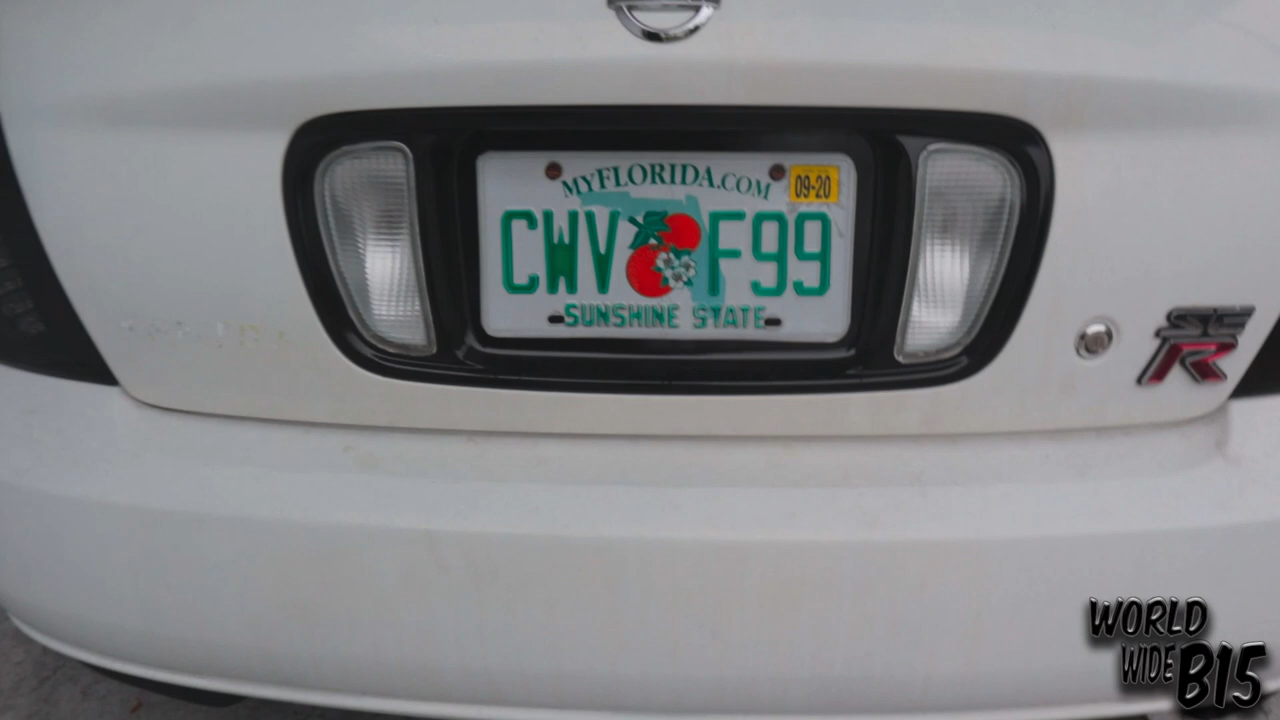 MYFLORIDA.COM
09-20
CWV F99
SUNSHINE STATE
SE
R
WORLD
WIDE B15